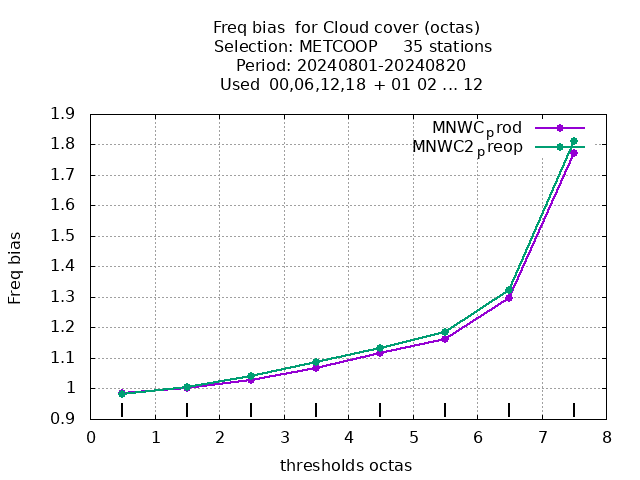 Freq bias for Cloud cover (octas)
Selection: METCOOP 35 stations
Period: 20240801-20240820
Used 00,06,12,18 + 01 02 ... 12
MNWCprod
MNWC2preop
1.9
1.8
1.7
1.6
1.5
1.4
1.3
1.2
1.1
1
0.9
Freq bias
0 1 2 3 4 5 6 7 8
thresholds octas